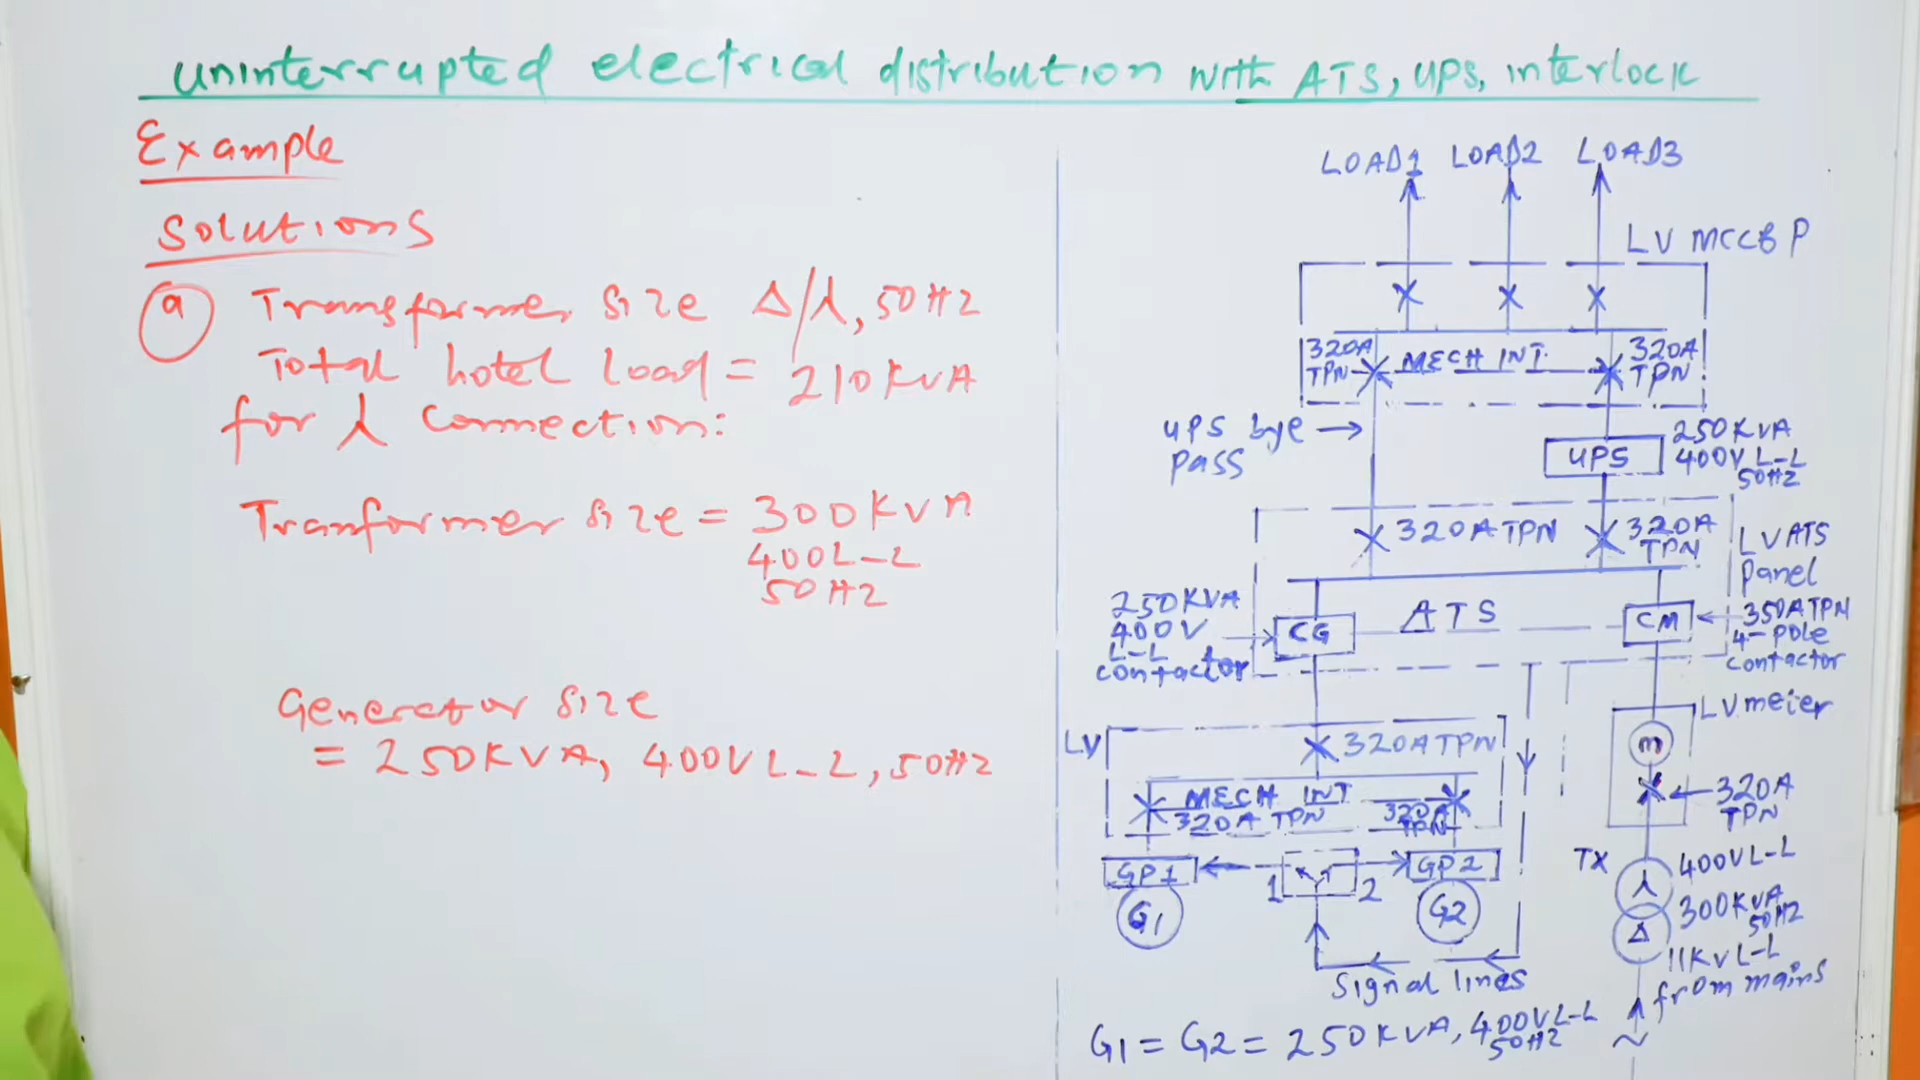 uninterrupted electrical distribution with ATS, UPS, interlock
Example
Solutions
a Transformer size Δ/λ, 50HZ
Total hotel load = 210KVA
for λ connection:
Tranformer size = 300KVA
400L-L
50HZ
Generator size
= 250KVA, 400VL-L, 50HZ
LOAD1 LOAD2 LOAD3
LV MCCB P
320A
TPN
MECH INT.
320A
TPN
UPS bye
pass
UPS
250KVA
400V L-L
50HZ
320A TPN
320A
TPN
LV ATS
Panel
250KVA
400V
L-L
contactor
CG
ATS
CM
350A TPN
4-POLE
contactor
LV meter
LV
320A TPN
m
MECH INT
320A TPN
320A
TPN
320A
TPN
GP1
1
2
GP2
G1
G2
TX
400V L-L
λ
300KVA
50HZ
Δ
11KV L-L
from mains
Signal lines
G1 = G2 = 250KVA, 400VL-L
50HZ
~